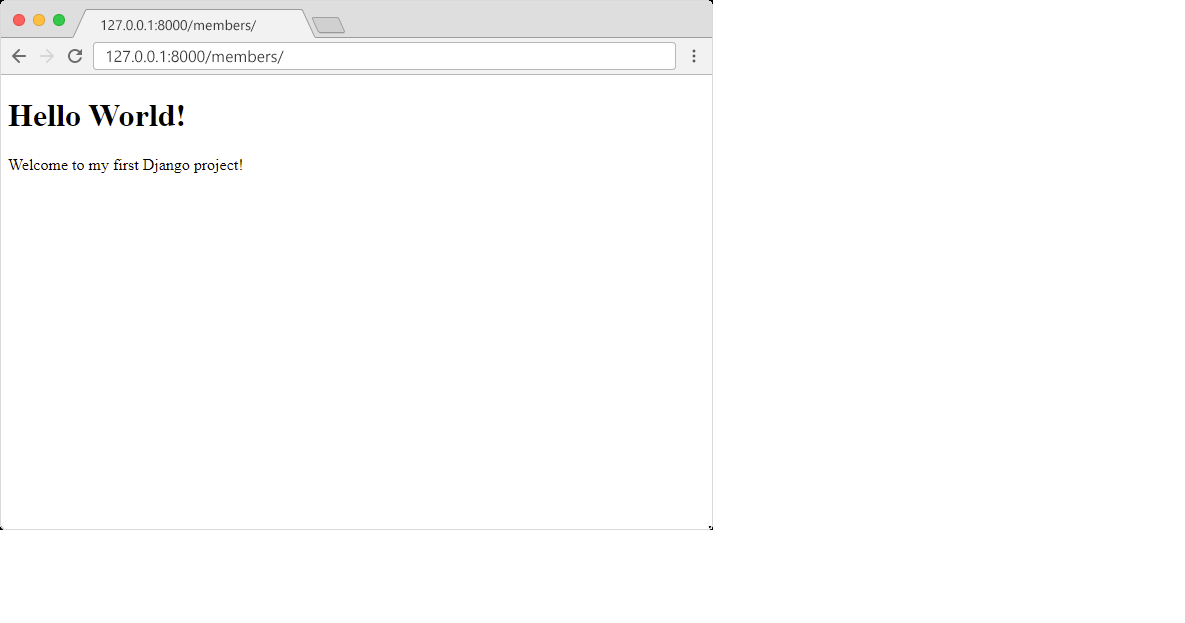 127.0.0.1:8000/members/
127.0.0.1:8000/members/
Hello World!
Welcome to my first Django project!